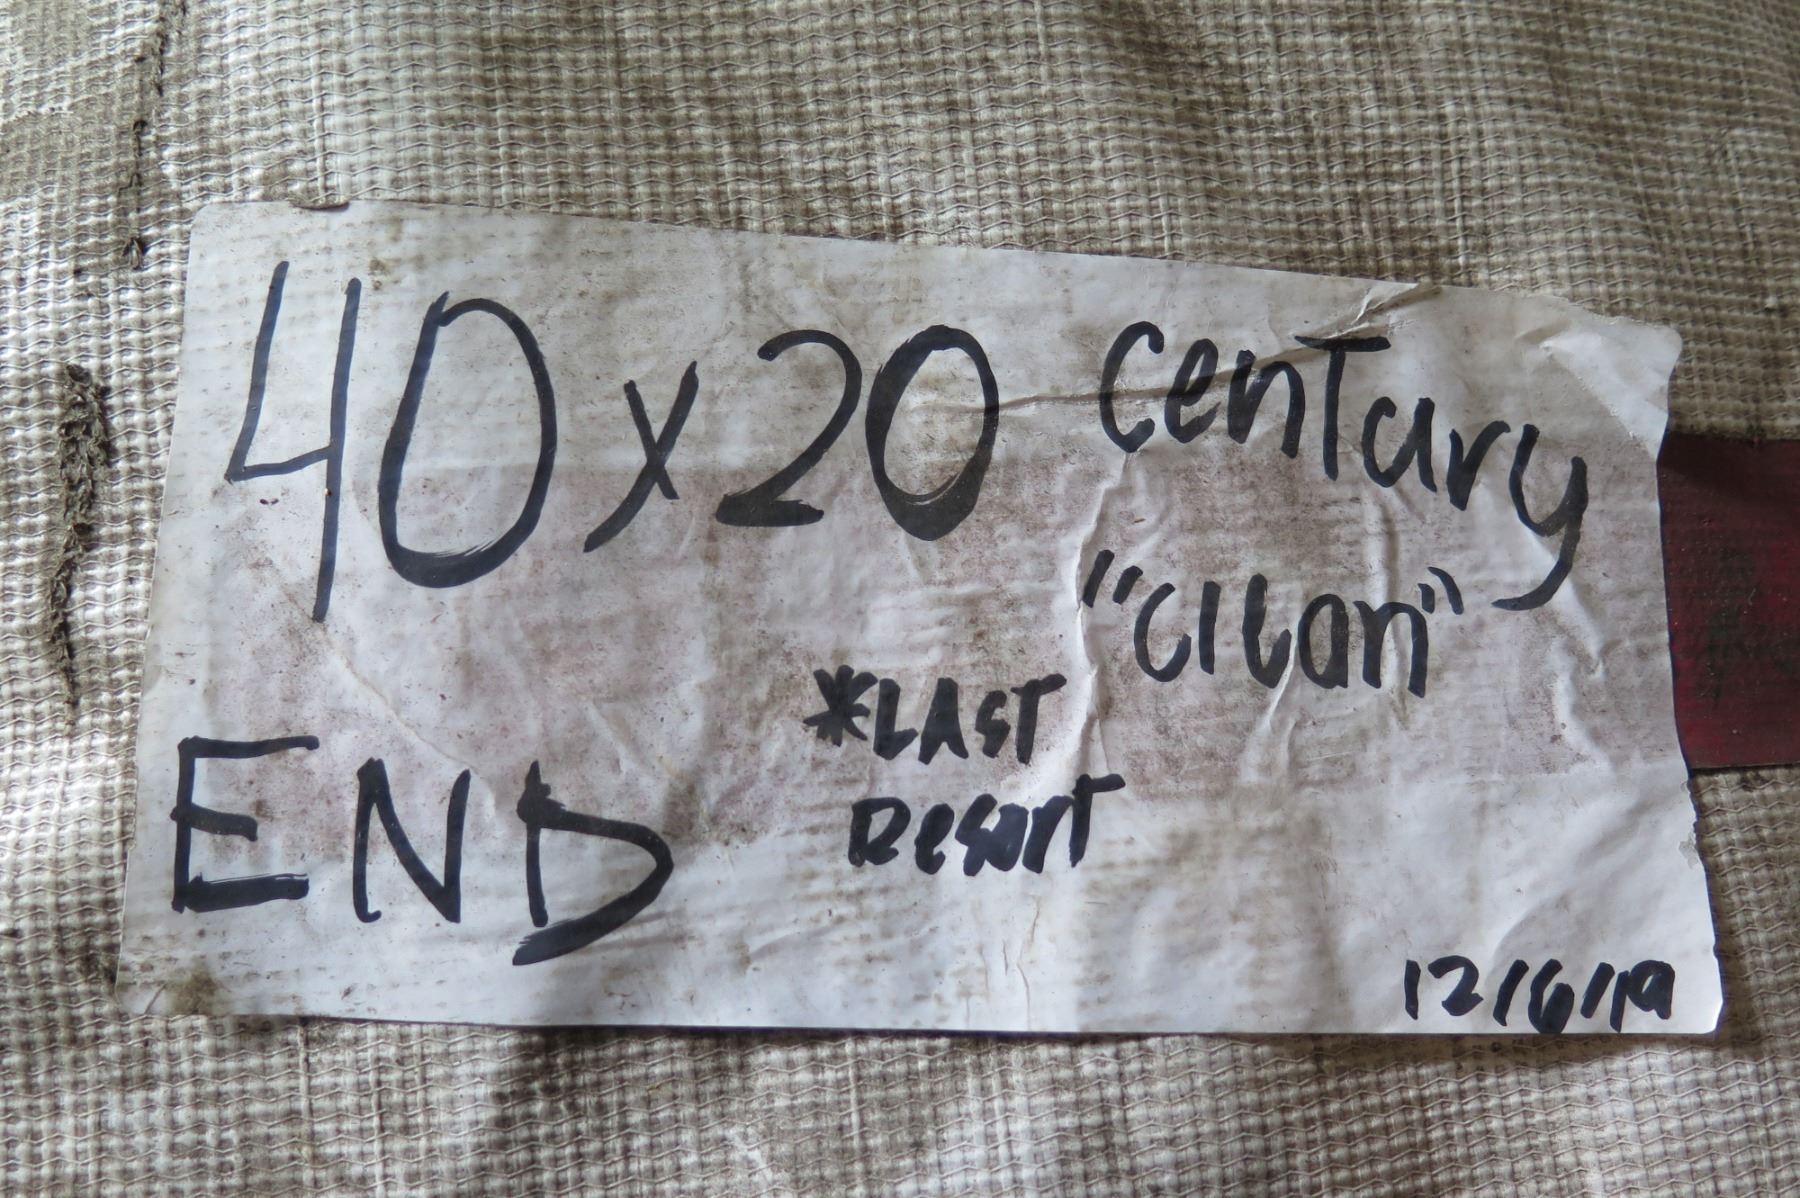 40x20 Century
"Clean"
*LAST
Resort
END
12/6/19